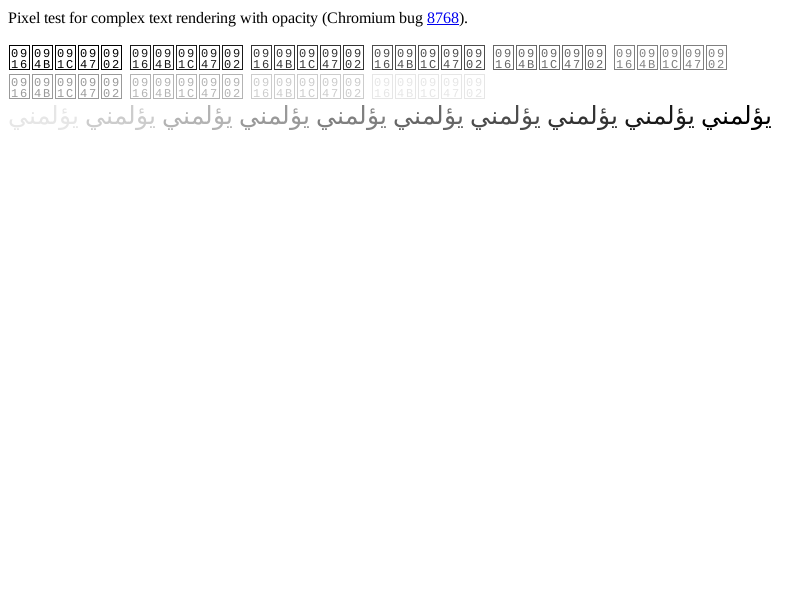 Pixel test for complex text rendering with opacity (Chromium bug 8768).
खोजें खोजें खोजें खोजें खोजें खोजें
खोजें खोजें खोजें खोजें
يؤلمني يؤلمني يؤلمني يؤلمني يؤلمني يؤلمني يؤلمني يؤلمني يؤلمني يؤلمني